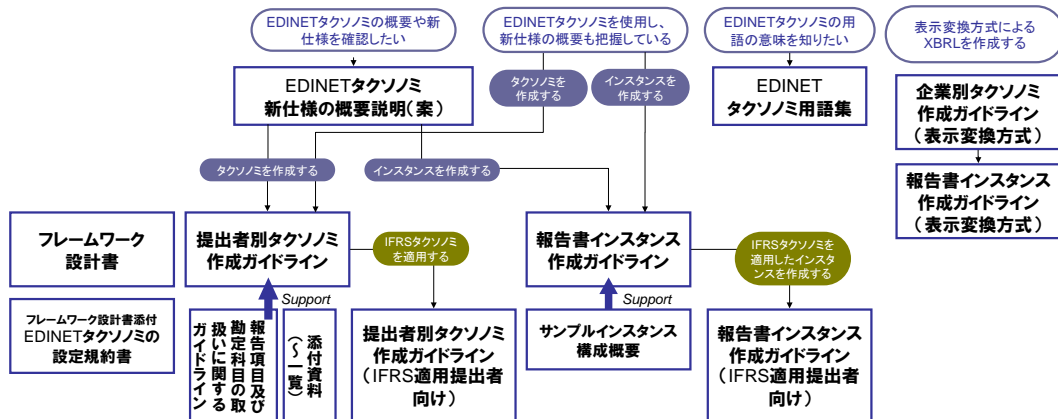 EDINETタクソノミの概要や新
仕様を確認したい
EDINETタクソノミを使用し、
新仕様の概要も把握している
EDINETタクソノミの用
語の意味を知りたい
表示変換方式による
XBRLを作成する
EDINETタクソノミ
新仕様の概要説明(案)
タクソノミを
作成する
インスタンスを
作成する
EDINET
タクソノミ用語集
企業別タクソノミ
作成ガイドライン
(表示変換方式)
タクソノミを作成する
インスタンスを作成する
報告書インスタンス
作成ガイドライン
(表示変換方式)
フレームワーク
設計書
提出者別タクソノミ
作成ガイドライン
IFRSタクソノミ
を適用する
報告書インスタンス
作成ガイドライン
IFRSタクソノミを
適用したインスタ
ンスを作成する
Support
Support
フレームワーク設計書添付
EDINETタクソノミの
設定規約書
報告項目及び
勘定科目の取
扱いに関する
ガイドライン
添付資料
(~一覧)
提出者別タクソノミ
作成ガイドライン
(IFRS適用提出者
向け)
サンプルインスタンス
構成概要
報告書インスタンス
作成ガイドライン
(IFRS適用提出者
向け)